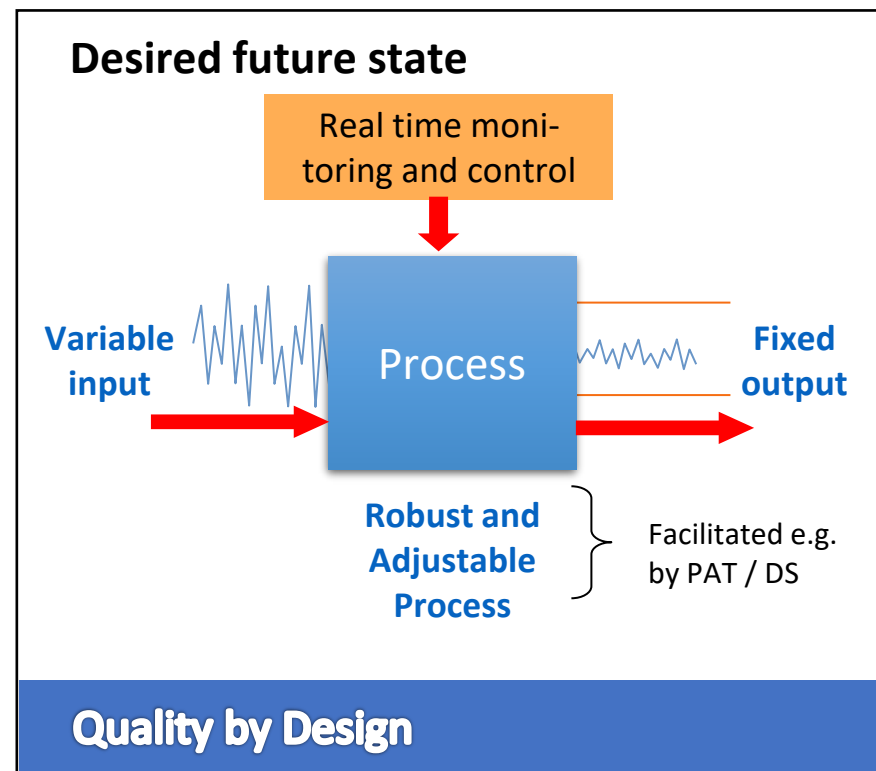 Desired future state
Real time moni-
toring and control
Variable
input
Process
Fixed
output
Robust and
Adjustable
Process
Facilitated e.g.
by PAT / DS
Quality by Design